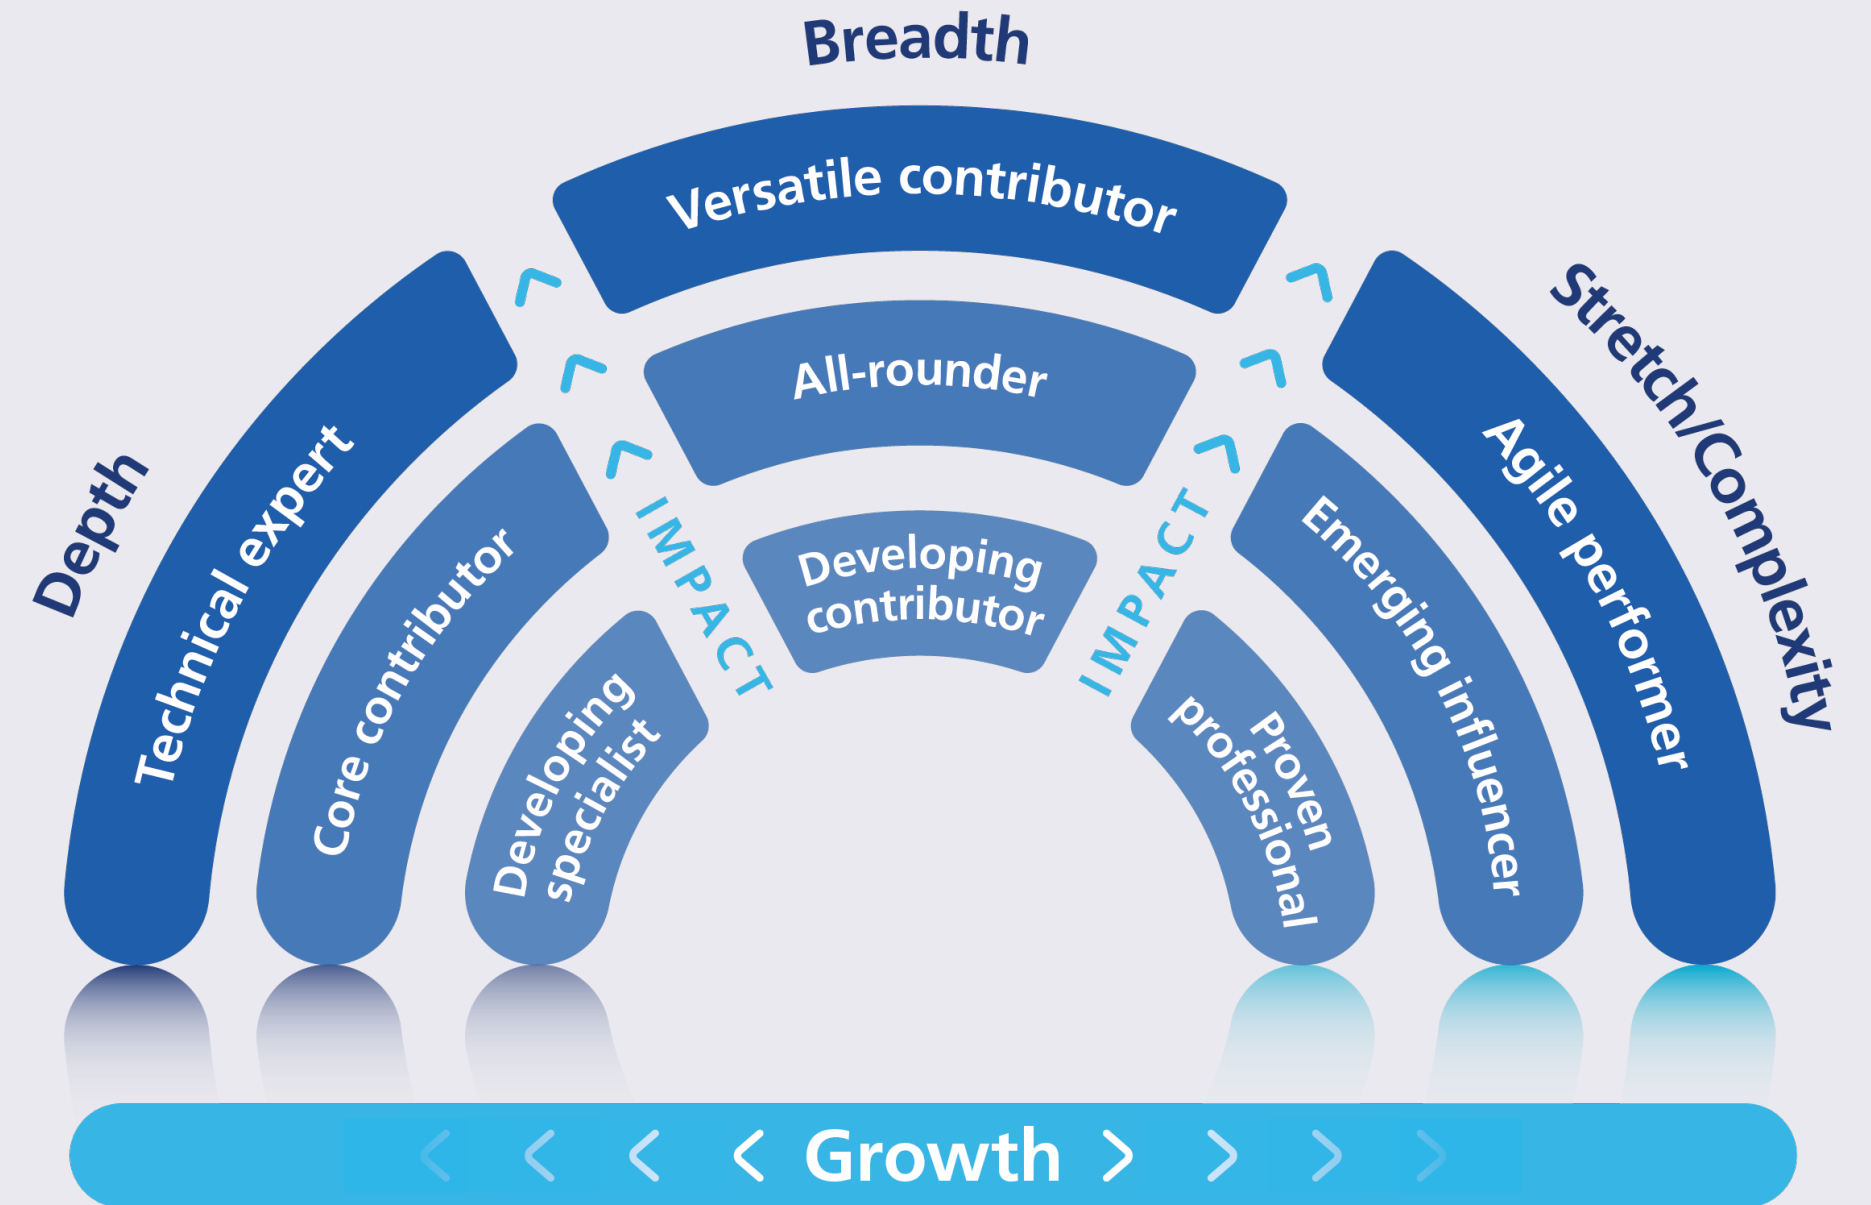 Breadth
Depth
Stretch/Complexity
Versatile contributor
Technical expert
Agile performer
All-rounder
Core contributor
Emerging influencer
Developing
contributor
Developing
specialist
Proven
professional
IMPACT
IMPACT
Growth